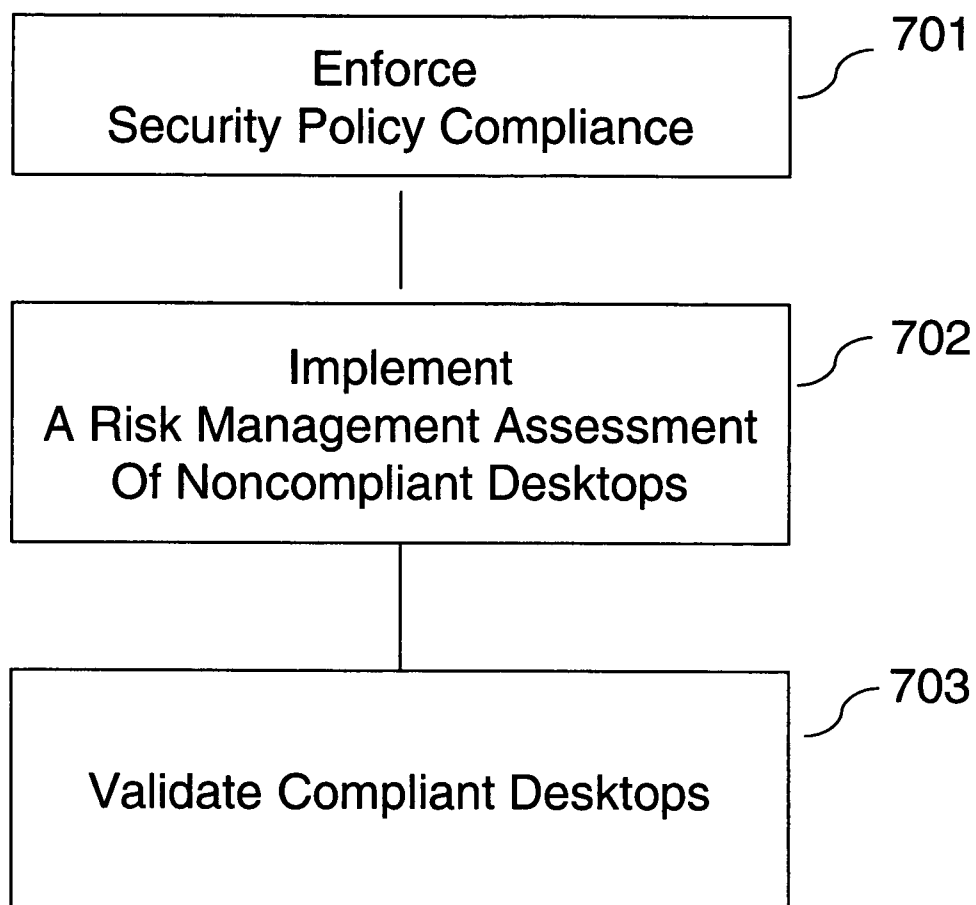 Enforce
Security Policy Compliance
701
Implement
A Risk Management Assessment
Of Noncompliant Desktops
702
Validate Compliant Desktops
703